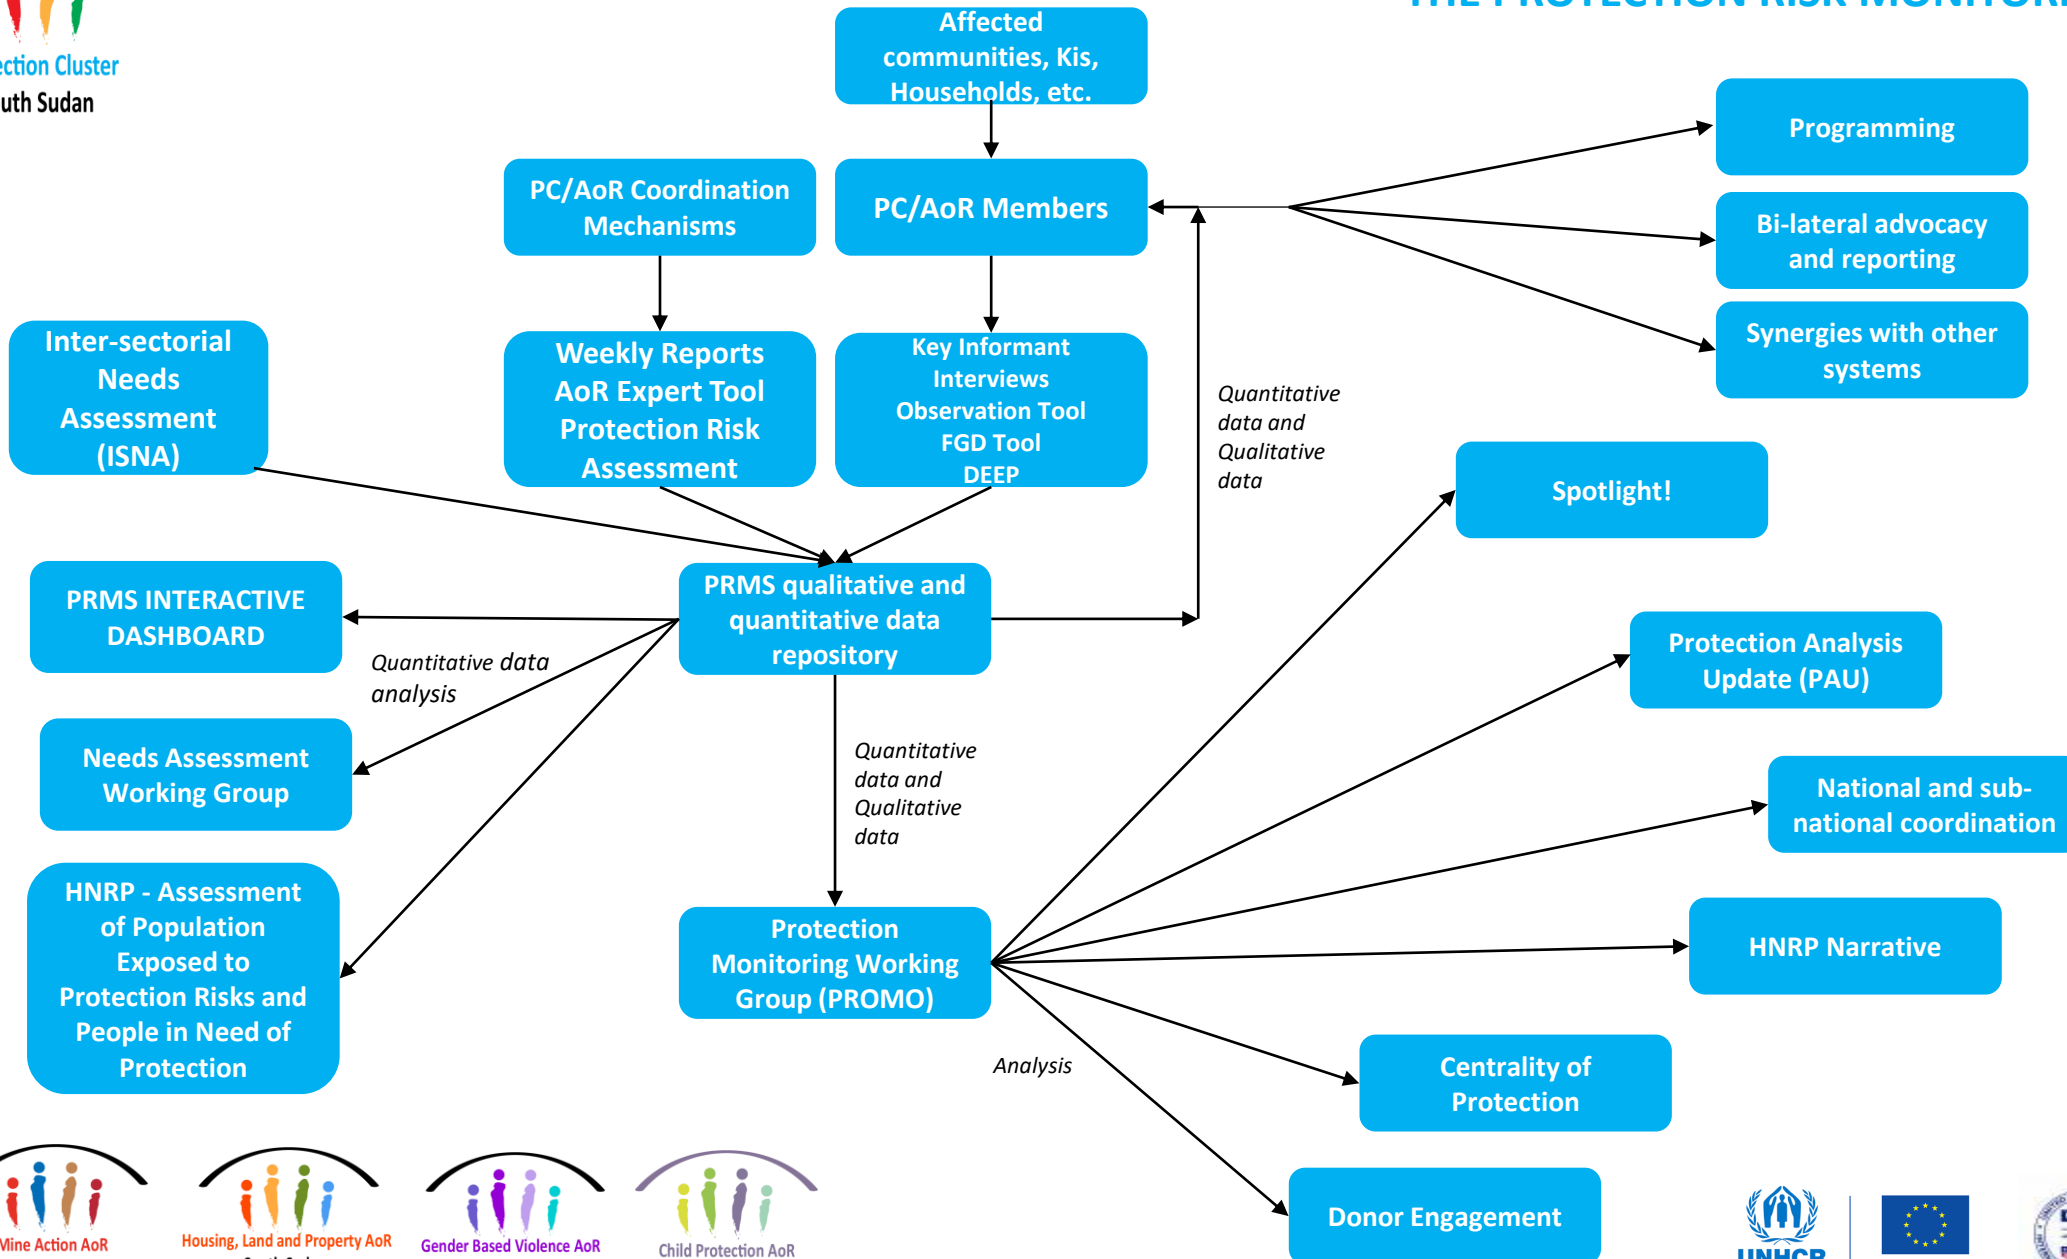 THE PROTECTION RISK MONITORI
ection Cluster
uth Sudan
Affected
communities, Kis,
Households, etc.
Programming
PC/AoR Coordination
Mechanisms
PC/AoR Members
Bi-lateral advocacy
and reporting
Synergies with other
systems
Inter-sectorial
Needs
Assessment
(ISNA)
Weekly Reports
AoR Expert Tool
Protection Risk
Assessment
Key Informant
Interviews
Observation Tool
FGD Tool
DEEP
Quantitative
data and
Qualitative
data
Spotlight!
PRMS INTERACTIVE
DASHBOARD
PRMS qualitative and
quantitative data
repository
Quantitative data
analysis
Protection Analysis
Update (PAU)
Needs Assessment
Working Group
Quantitative
data and
Qualitative
data
National and sub-
national coordination
HNRP - Assessment
of Population
Exposed to
Protection Risks and
People in Need of
Protection
Protection
Monitoring Working
Group (PROMO)
HNRP Narrative
Analysis
Centrality of
Protection
Donor Engagement
Mine Action AoR
Housing, Land and Property AoR
Gender Based Violence AoR
Child Protection AoR
UNHCR